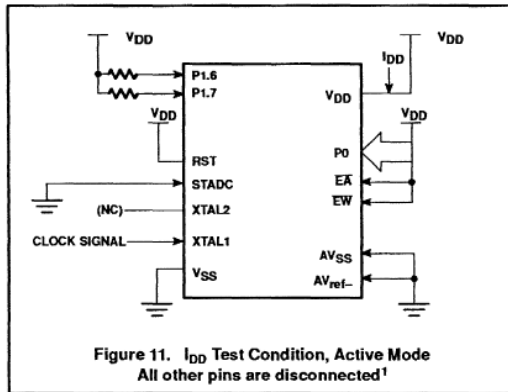 VDD
VDD
IDD
P1.6
P1.7
VDD
VDD
VDD
P0
RST
EA
STADC
EW
(NC)
XTAL2
CLOCK SIGNAL
XTAL1
AVSS
VSS
AVref–
Figure 11. IDD Test Condition, Active Mode
All other pins are disconnected¹